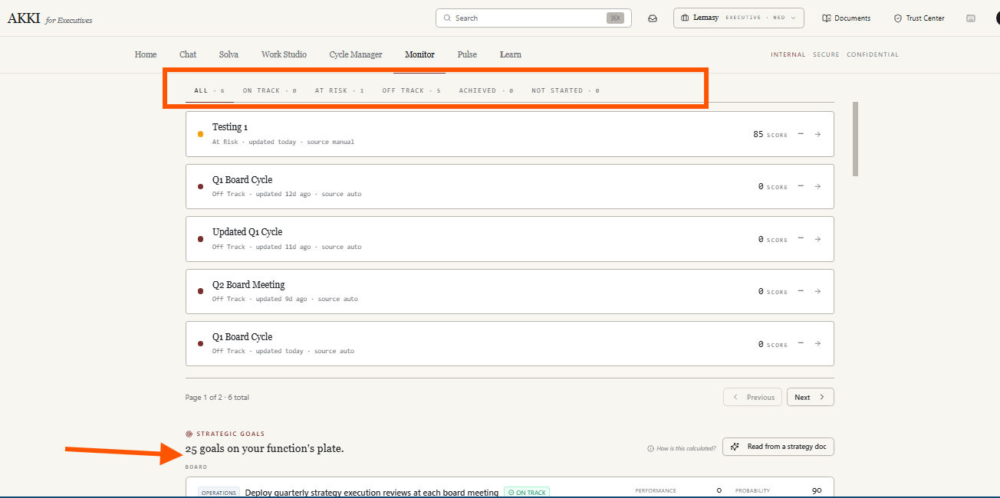 AKKI for Executives
Search ⌘K
Lemasy EXECUTIVE · NED
Documents
Trust Center
Home Chat Solva Work Studio Cycle Manager Monitor Pulse Learn
INTERNAL · SECURE · CONFIDENTIAL
ALL · 6 ON TRACK · 0 AT RISK · 1 OFF TRACK · 5 ACHIEVED · 0 NOT STARTED · 0
Testing 1
At Risk · updated today · source manual
85 SCORE
Q1 Board Cycle
Off Track · updated 12d ago · source auto
0 SCORE
Updated Q1 Cycle
Off Track · updated 11d ago · source auto
0 SCORE
Q2 Board Meeting
Off Track · updated 9d ago · source auto
0 SCORE
Q1 Board Cycle
Off Track · updated today · source auto
0 SCORE
Page 1 of 2 · 6 total
Previous
Next
STRATEGIC GOALS
25 goals on your function's plate.
How is this calculated?
Read from a strategy doc
BOARD
OPERATIONS Deploy quarterly strategy execution reviews at each board meeting ON TRACK
PERFORMANCE 0 PROBABILITY 90